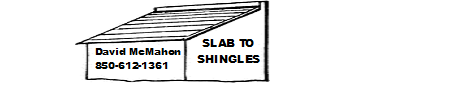 David McMahon
850-612-1361
SLAB TO
SHINGLES